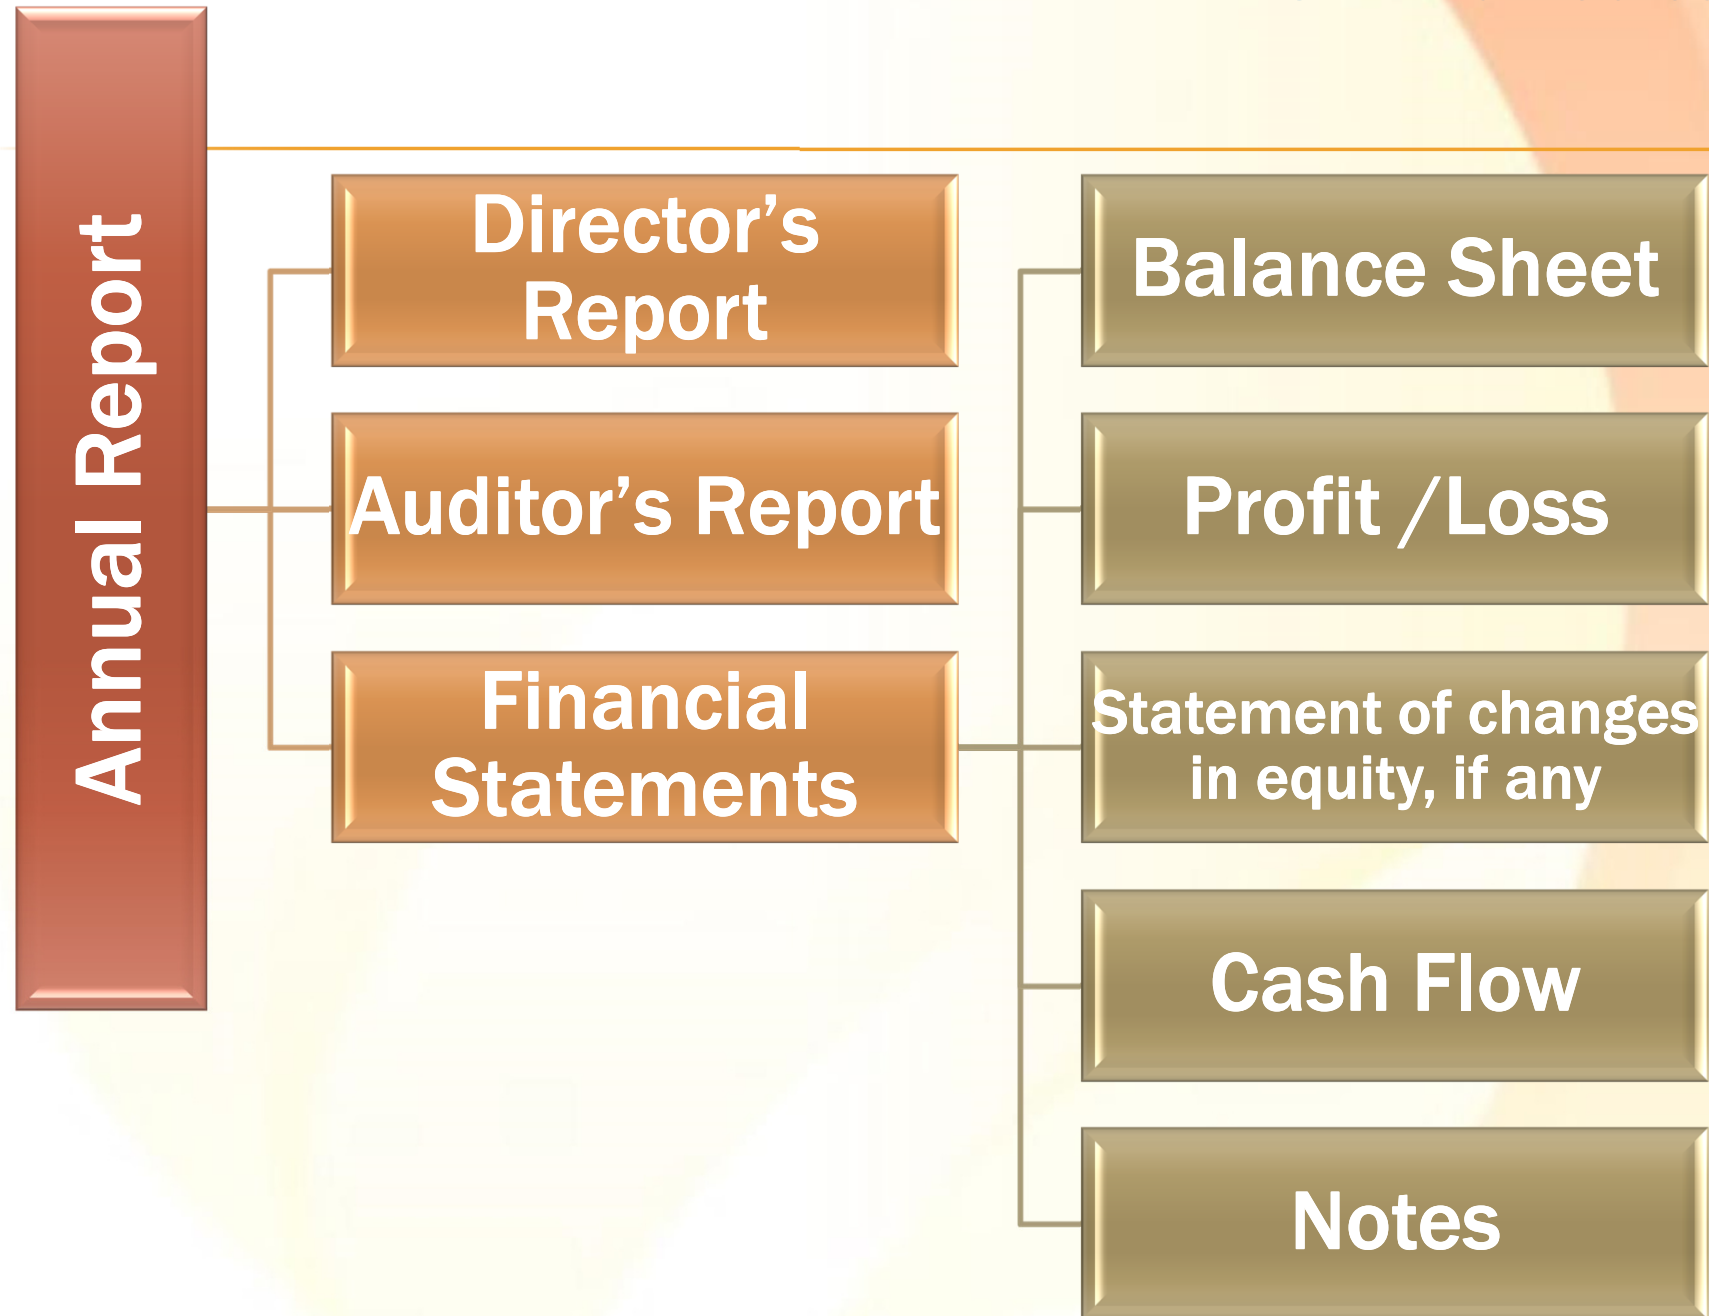 Annual Report
Director’s
Report
Auditor’s Report
Financial
Statements
Balance Sheet
Profit /Loss
Statement of changes
in equity, if any
Cash Flow
Notes